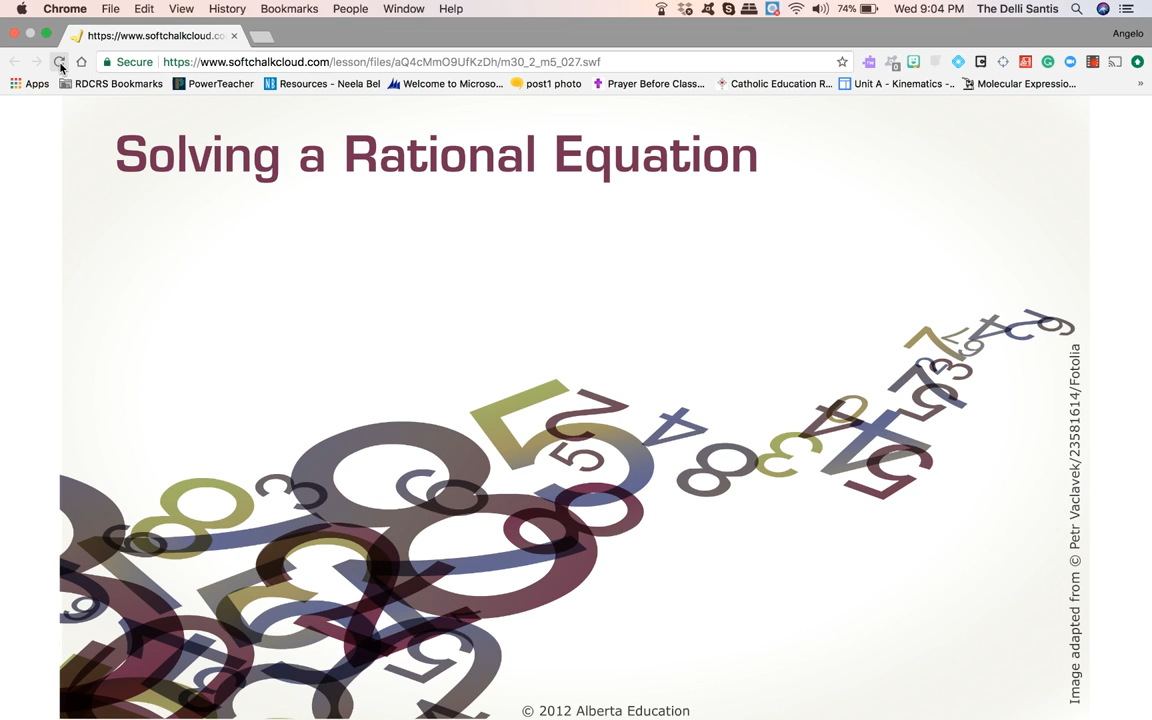 Chrome File Edit View History Bookmarks People Window Help 74% Wed 9:04 PM The Delli Santis
https://www.softchalkcloud.co Angelo
Secure https://www.softchalkcloud.com/lesson/files/aQ4cMmO9UfKzDh/m30_2_m5_027.swf
Apps RDCRS Bookmarks PowerTeacher NB Resources - Neela Bel Welcome to Microso... post1 photo Prayer Before Class... Catholic Education R... Unit A - Kinematics -... Molecular Expressio... »
Solving a Rational Equation
Image adapted from © Petr Vaclavek/23581614/Fotolia
© 2012 Alberta Education